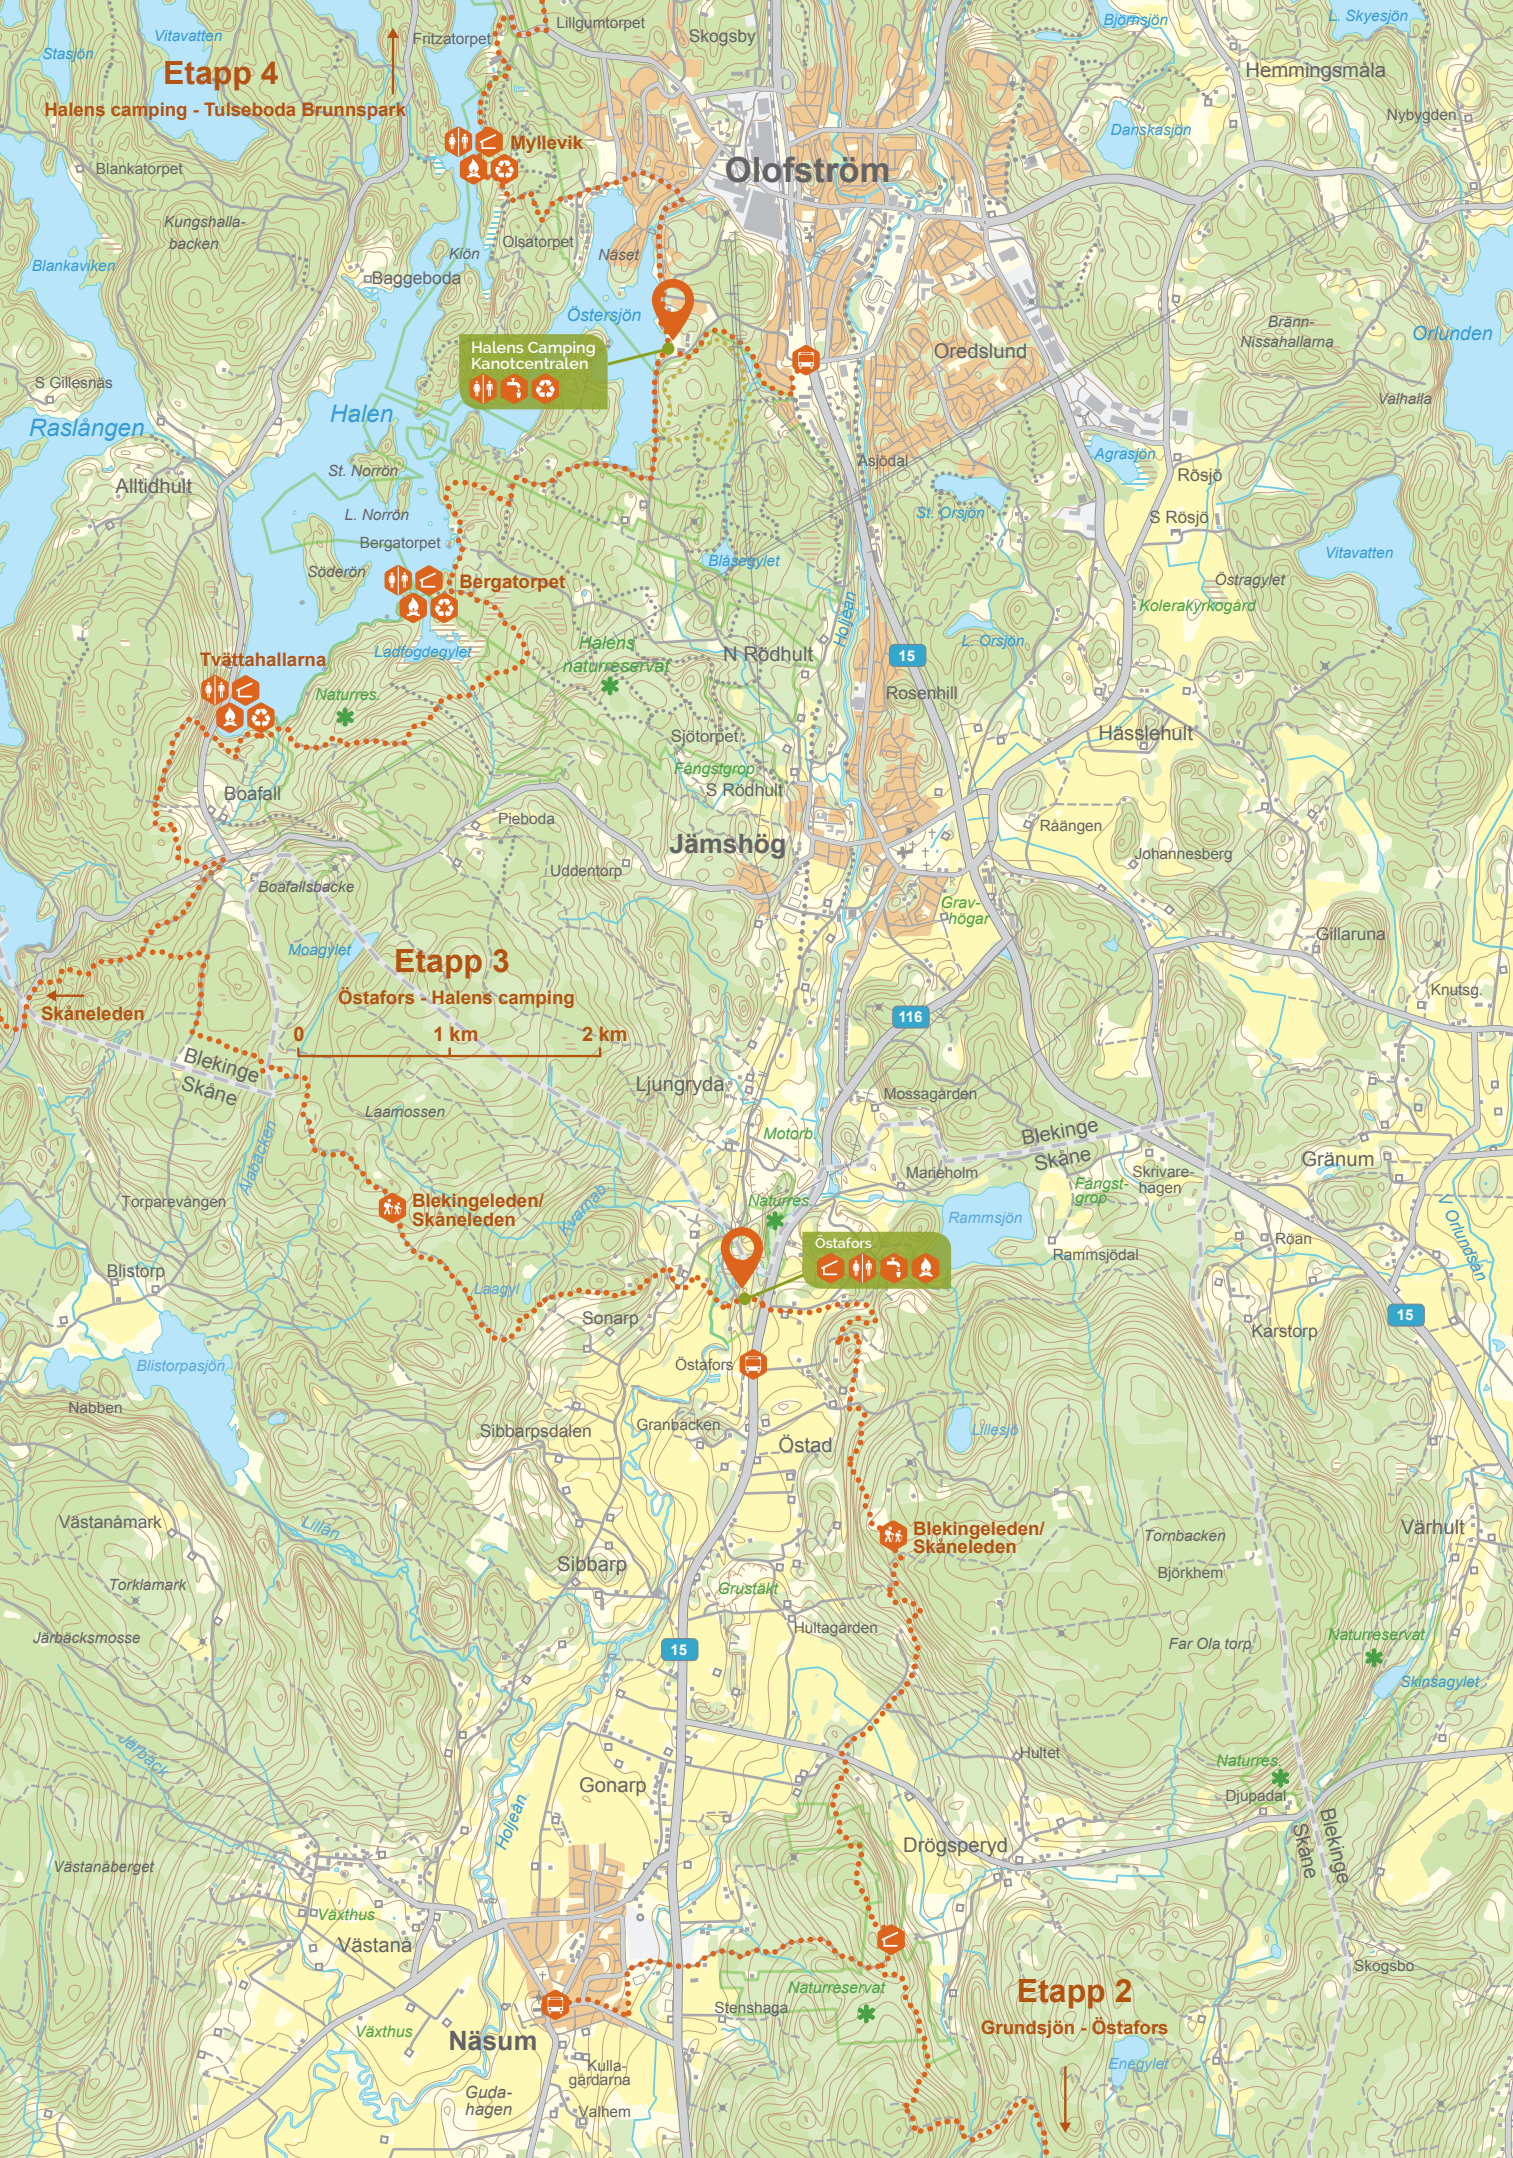 Lillgumtorpet
Skogsby
Björnsjön
L. Skyesjön
Vitavatten
Stasjön
Fritzatorpet
Etapp 4
Halens camping - Tulseboda Brunnspark
Hemmingsmåla
Nybygden
Danskasjön
Myllevik
Blankatorpet
Olofström
Kungshalla-
backen
Klön
Olsatorpet
Näset
Blankaviken
Baggeboda
Östersjön
Halens Camping
Kanotcentralen
Oredslund
Bränn-
Nissahallarna
Orlunden
S Gillesnäs
Valhalla
Halen
Raslången
Agrasjön
Asjödal
Rösjö
St. Norrön
Alltidhult
L. Norrön
St. Orsjön
S Rösjö
Bergatorpet
Söderön
Bergatorpet
Blåsegylet
Vitavatten
Östragylet
Kolerakyrkogård
Holjeån
Halens
naturreservat
L. Orsjön
N Rödhult
15
Ladfogdegylet
Tvättahallarna
Naturres.
Rosenhill
Sjötorpet
Hässlehult
Fångstgrop
S Rödhult
Boafall
Pieboda
Råängen
Jämshög
Johannesberg
Uddentorp
Boafallsbacke
Grav-
högar
Gillaruna
Moagylet
Etapp 3
Östafors - Halens camping
0 1 km 2 km
Knutsg.
Skåneleden
116
Blekinge
Skåne
Ljungryda
Mossagården
Laamossen
Motorb.
Blekinge
Skåne
Alabäcken
Marieholm
Skrivare-
hagen
Gränum
Fångst-
grop
Torparevången
Blekingeleden/
Skåneleden
Naturres.
Rammsjön
V Orlundsån
Östafors
Rammsjödal
Röan
Blistorp
Laagyl
Sonarp
15
Karstorp
Blistorpasjön
Östafors
Nabben
Granbacken
Sibbarpsdalen
Östad
Lillesjö
Västanåmark
Lillån
Blekingeleden/
Skåneleden
Tornbacken
Värhult
Sibbarp
Björkhem
Torklamark
Grustäkt
Järbäcksmosse
Hultagården
Naturreservat
Far Ola torp
15
Skinsagylet
Järbäck
Hultet
Naturres.
Gonarp
Djupadal
Holjeån
Drögsperyd
Blekinge
Skåne
Västanåberget
Växthus
Västanå
Skogsbo
Naturreservat
Etapp 2
Grundsjön - Östafors
Stenshaga
Växthus
Näsum
Enegylet
Kulla-
gårdarna
Guda-
hagen
Valhem